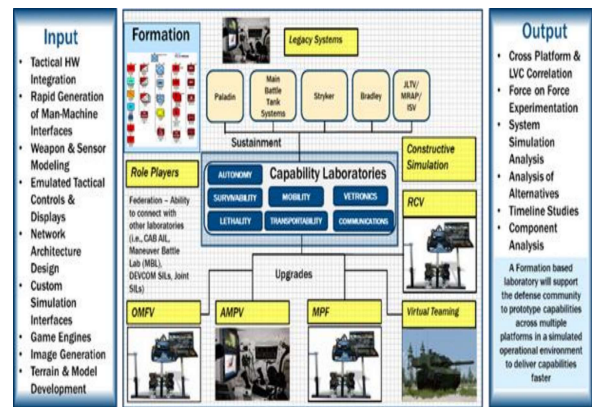 Input
• Tactical HW
Integration
• Rapid Generation
of Man-Machine
Interfaces
• Weapon & Sensor
Modeling
• Emulated Tactical
Controls &
Displays
• Network
Architecture
Design
• Custom
Simulation
Interfaces
• Game Engines
• Image Generation
• Terrain & Model
Development
Formation
Legacy Systems
Paladin
Main
Battle
Tank
Systems
Stryker
Bradley
JLTV/
MRAP/
ISV
Sustainment
Role Players
Federation – Ability
to connect with
other laboratories
(i.e., CAB AIL,
Maneuver Battle
Lab (MBL),
DEVCOM SILs, Joint
SILs)
AUTONOMY
Capability Laboratories
SURVIVABILITY
MOBILITY
VETRONICS
LETHALITY
TRANSPORTABILITY
COMMUNICATIONS
Constructive
Simulation
RCV
Upgrades
OMFV
AMPV
MPF
Virtual Teaming
Output
• Cross Platform &
LVC Correlation
• Force on Force
Experimentation
• System
Simulation
Analysis
• Analysis of
Alternatives
• Timeline Studies
• Component
Analysis
A Formation based
laboratory will support
the defense community
to prototype capabilities
across multiple
platforms in a simulated
operational environment
to deliver capabilities
faster